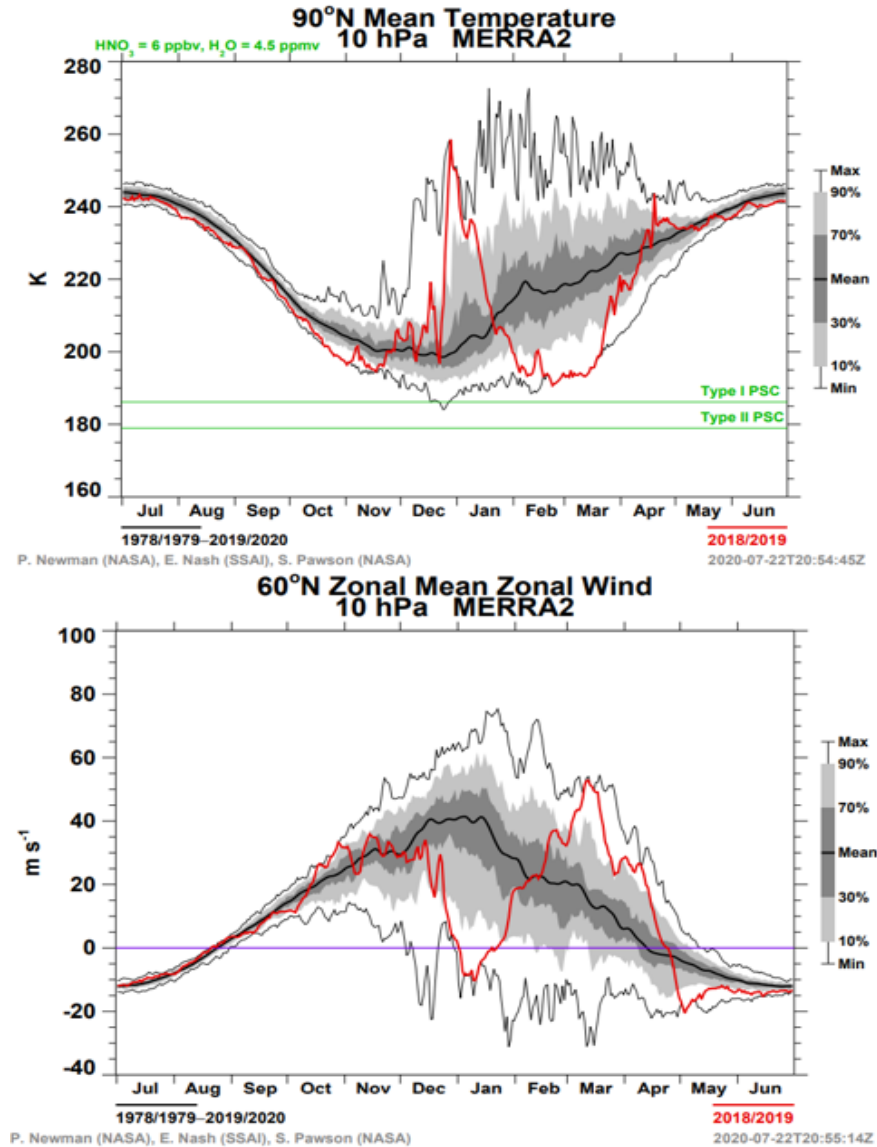 90°N Mean Temperature
10 hPa MERRA2
HNO₃ = 6 ppbv, H₂O = 4.5 ppmv
280
260
240
220
200
180
160
K
Type I PSC
Type II PSC
Max
90%
70%
Mean
30%
10%
Min
Jul Aug Sep Oct Nov Dec Jan Feb Mar Apr May Jun
1978/1979–2019/2020 2018/2019
P. Newman (NASA), E. Nash (SSAI), S. Pawson (NASA) 2020-07-22T20:54:45Z
60°N Zonal Mean Zonal Wind
10 hPa MERRA2
100
80
60
40
20
0
-20
-40
m s⁻¹
Max
90%
70%
Mean
30%
10%
Min
Jul Aug Sep Oct Nov Dec Jan Feb Mar Apr May Jun
1978/1979–2019/2020 2018/2019
P. Newman (NASA), E. Nash (SSAI), S. Pawson (NASA) 2020-07-22T20:55:14Z